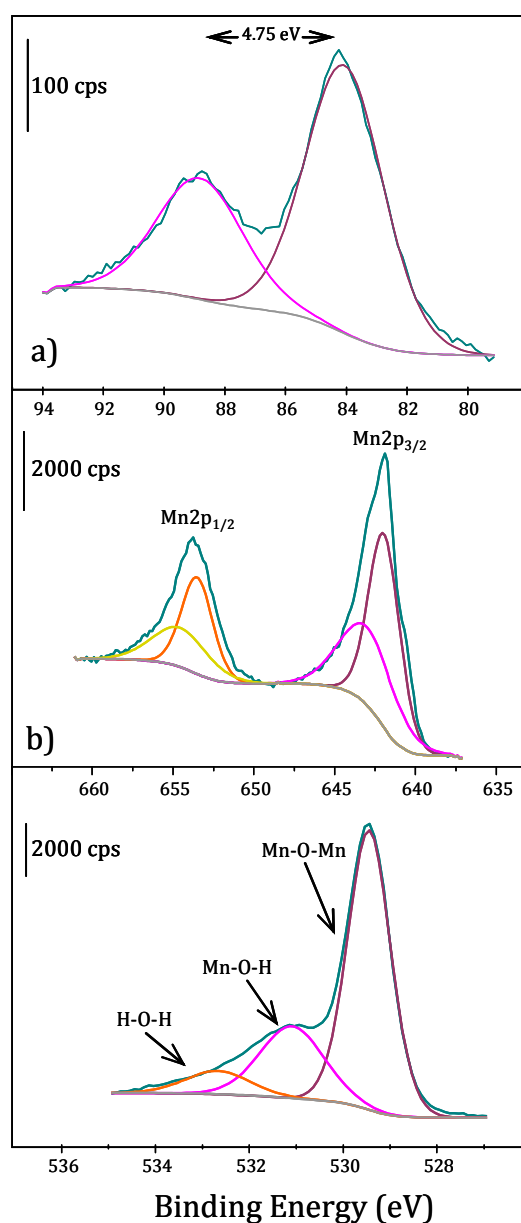 4.75 eV
100 cps
a)
94 92 90 88 86 84 82 80
Mn2p3/2
2000 cps
Mn2p1/2
b)
660 655 650 645 640 635
2000 cps
Mn-O-Mn
Mn-O-H
H-O-H
536 534 532 530 528
Binding Energy (eV)